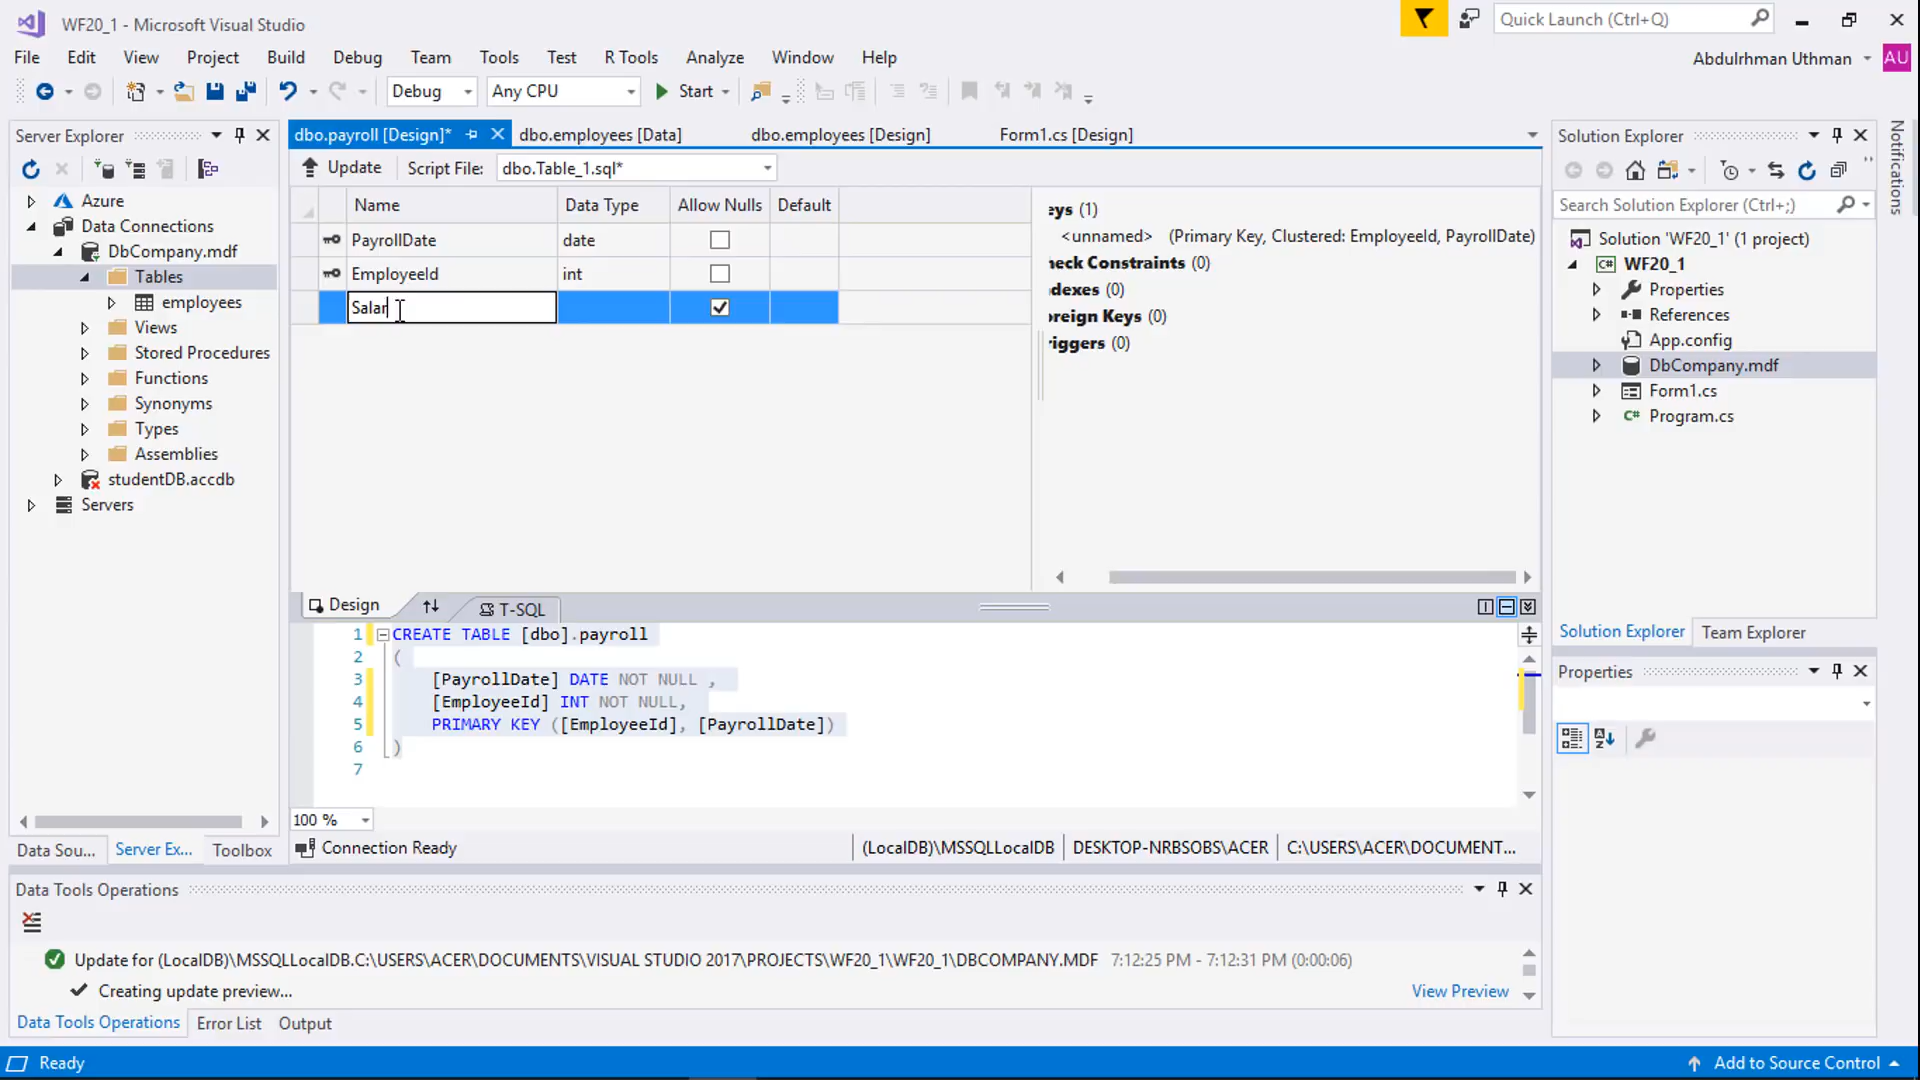 WF20_1 - Microsoft Visual Studio
Quick Launch (Ctrl+Q)
File Edit View Project Build Debug Team Tools Test R Tools Analyze Window Help
Abdulrhman Uthman AU
Debug Any CPU Start
Server Explorer
Azure
Data Connections
DbCompany.mdf
Tables
employees
Views
Stored Procedures
Functions
Synonyms
Types
Assemblies
studentDB.accdb
Servers
Data Sou... Server Ex... Toolbox
dbo.payroll [Design]* dbo.employees [Data] dbo.employees [Design] Form1.cs [Design]
Update Script File: dbo.Table_1.sql*
Name Data Type Allow Nulls Default
PayrollDate date
EmployeeId int
Salar
eys (1)
<unnamed> (Primary Key, Clustered: EmployeeId, PayrollDate)
heck Constraints (0)
dexes (0)
oreign Keys (0)
riggers (0)
Design T-SQL
1 CREATE TABLE [dbo].payroll
2 (
3 [PayrollDate] DATE NOT NULL ,
4 [EmployeeId] INT NOT NULL,
5 PRIMARY KEY ([EmployeeId], [PayrollDate])
6 )
7
100 %
Connection Ready (LocalDB)\MSSQLLocalDB DESKTOP-NRBSOBS\ACER C:\USERS\ACER\DOCUMENT...
Solution Explorer
Search Solution Explorer (Ctrl+;)
Solution 'WF20_1' (1 project)
C# WF20_1
Properties
References
App.config
DbCompany.mdf
Form1.cs
C# Program.cs
Solution Explorer Team Explorer
Properties
Notifications
Data Tools Operations
Update for (LocalDB)\MSSQLLocalDB.C:\USERS\ACER\DOCUMENTS\VISUAL STUDIO 2017\PROJECTS\WF20_1\WF20_1\DBCOMPANY.MDF 7:12:25 PM - 7:12:31 PM (0:00:06)
Creating update preview... View Preview
Data Tools Operations Error List Output
Ready Add to Source Control